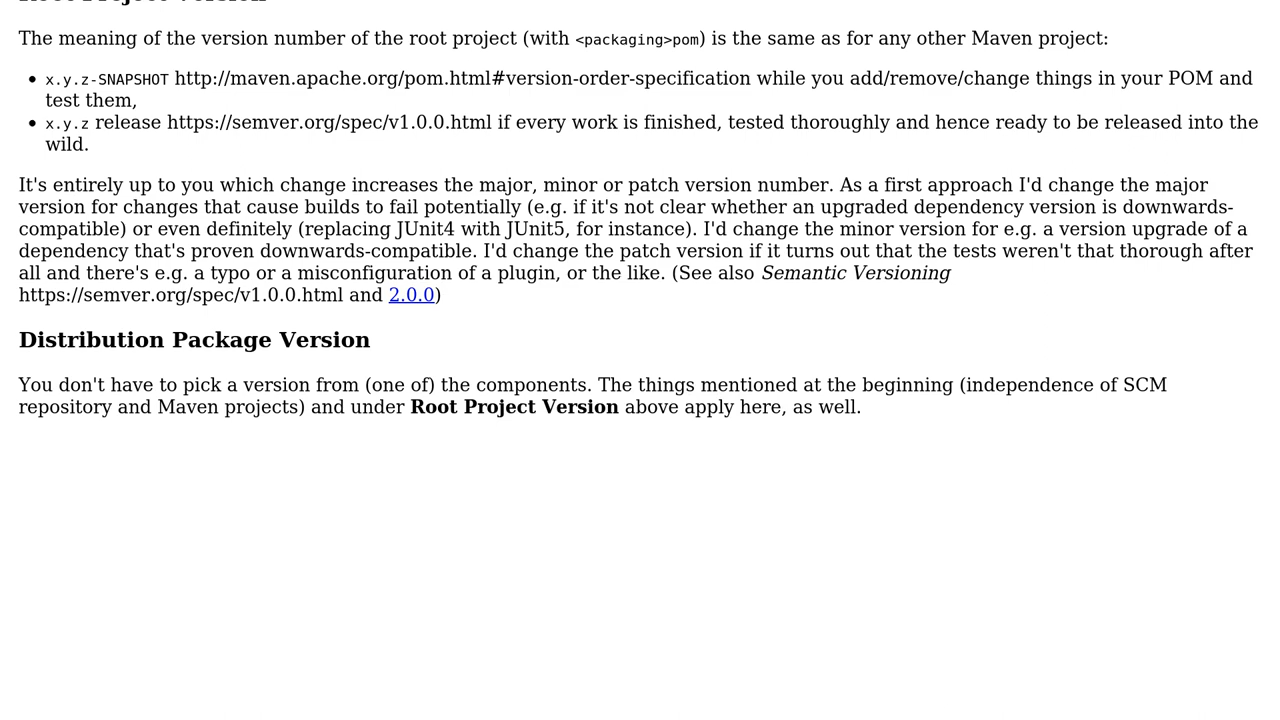 The meaning of the version number of the root project (with <packaging>pom) is the same as for any other Maven project:
• x.y.z-SNAPSHOT http://maven.apache.org/pom.html#version-order-specification while you add/remove/change things in your POM and
test them,
• x.y.z release https://semver.org/spec/v1.0.0.html if every work is finished, tested thoroughly and hence ready to be released into the
wild.
It's entirely up to you which change increases the major, minor or patch version number. As a first approach I'd change the major
version for changes that cause builds to fail potentially (e.g. if it's not clear whether an upgraded dependency version is downwards-
compatible) or even definitely (replacing JUnit4 with JUnit5, for instance). I'd change the minor version for e.g. a version upgrade of a
dependency that's proven downwards-compatible. I'd change the patch version if it turns out that the tests weren't that thorough after
all and there's e.g. a typo or a misconfiguration of a plugin, or the like. (See also Semantic Versioning
https://semver.org/spec/v1.0.0.html and 2.0.0)
Distribution Package Version
You don't have to pick a version from (one of) the components. The things mentioned at the beginning (independence of SCM
repository and Maven projects) and under Root Project Version above apply here, as well.